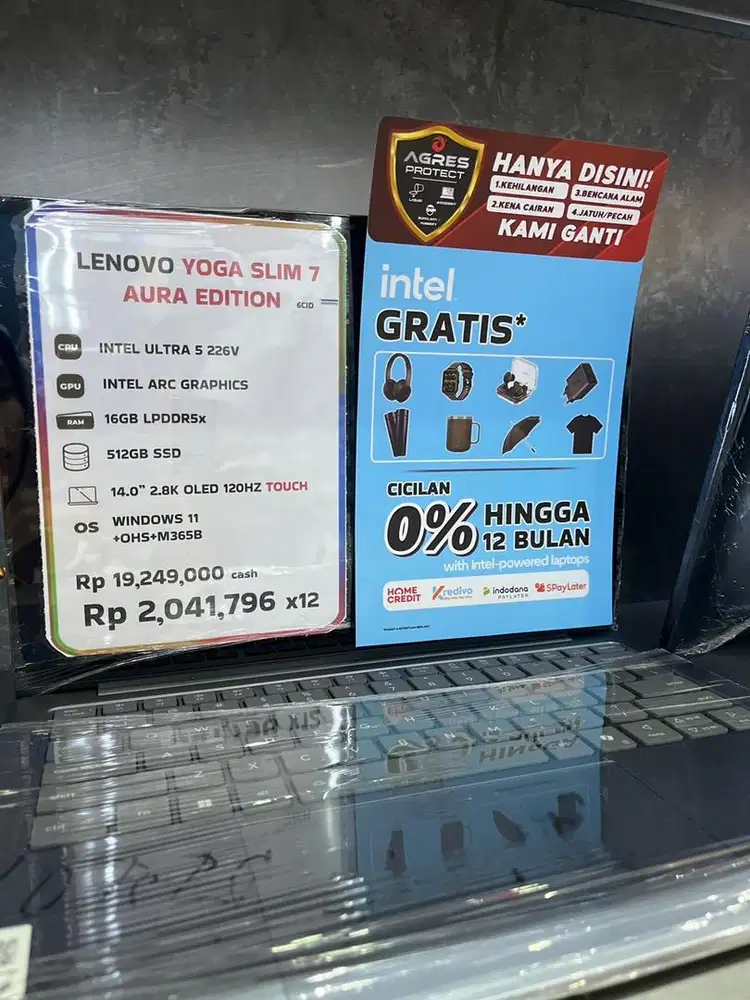 LENOVO YOGA SLIM 7
AURA EDITION 6CID
CPU INTEL ULTRA 5 226V
GPU INTEL ARC GRAPHICS
RAM 16GB LPDDR5x
512GB SSD
14.0" 2.8K OLED 120HZ TOUCH
OS WINDOWS 11
+OHS+M365B
Rp 19,249,000 cash
Rp 2,041,796 x12
AGRES
PROTECT
HANYA DISINI!
1.KEHILANGAN 3.BENCANA ALAM
2.KENA CAIRAN 4.JATUH/PECAH
KAMI GANTI
intel
GRATIS*
CICILAN
0% HINGGA
12 BULAN
with Intel-powered laptops
HOME
CREDIT
kredivo
indodana
PAYLATER
SPayLater